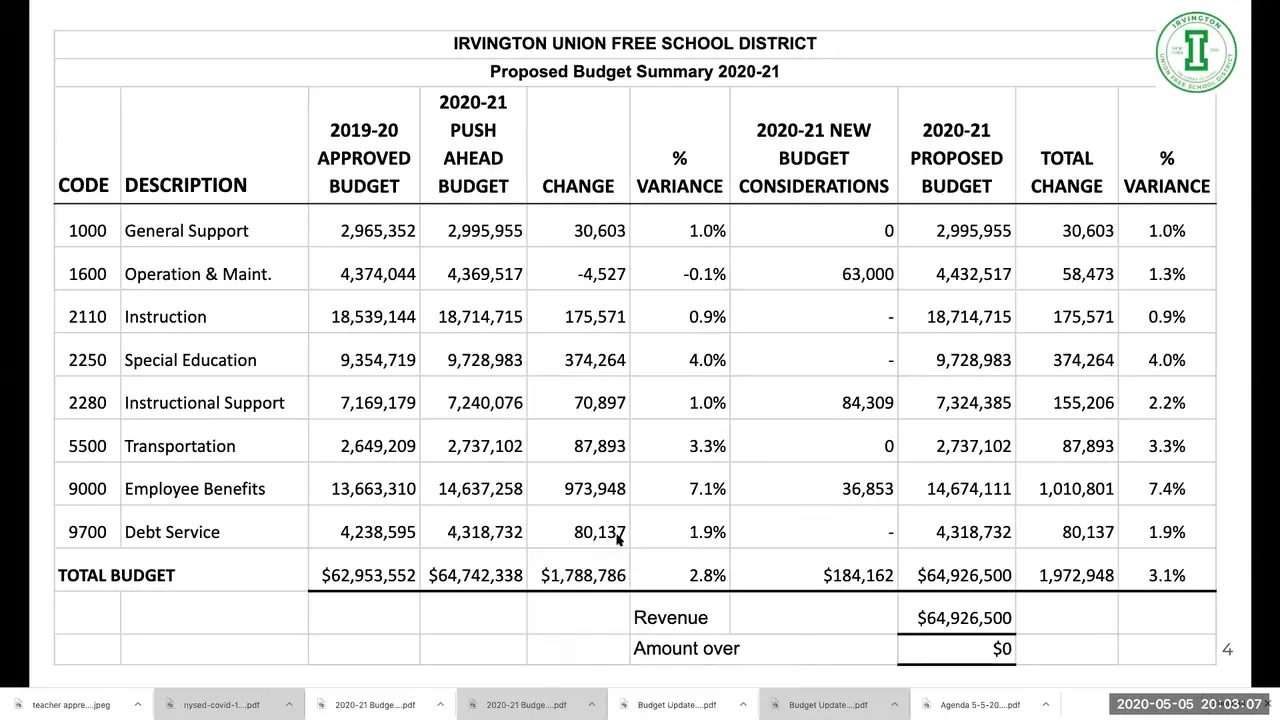 IRVINGTON UNION FREE SCHOOL DISTRICT
Proposed Budget Summary 2020-21
CODE DESCRIPTION 2019-20 APPROVED BUDGET 2020-21 PUSH AHEAD BUDGET CHANGE % VARIANCE 2020-21 NEW BUDGET CONSIDERATIONS 2020-21 PROPOSED BUDGET TOTAL CHANGE % VARIANCE
1000 General Support 2,965,352 2,995,955 30,603 1.0% 0 2,995,955 30,603 1.0%
1600 Operation & Maint. 4,374,044 4,369,517 -4,527 -0.1% 63,000 4,432,517 58,473 1.3%
2110 Instruction 18,539,144 18,714,715 175,571 0.9% - 18,714,715 175,571 0.9%
2250 Special Education 9,354,719 9,728,983 374,264 4.0% - 9,728,983 374,264 4.0%
2280 Instructional Support 7,169,179 7,240,076 70,897 1.0% 84,309 7,324,385 155,206 2.2%
5500 Transportation 2,649,209 2,737,102 87,893 3.3% 0 2,737,102 87,893 3.3%
9000 Employee Benefits 13,663,310 14,637,258 973,948 7.1% 36,853 14,674,111 1,010,801 7.4%
9700 Debt Service 4,238,595 4,318,732 80,137 1.9% - 4,318,732 80,137 1.9%
TOTAL BUDGET $62,953,552 $64,742,338 $1,788,786 2.8% $184,162 $64,926,500 1,972,948 3.1%
Revenue $64,926,500
Amount over $0
4
IRVINGTON
I
UNION FREE SCHOOL DISTRICT
teacher appre....jpeg nysed-covid-1....pdf 2020-21 Budge....pdf 2020-21 Budge....pdf Budget Update....pdf Budget Update....pdf Agenda 5-5-20....pdf
2020-05-05 20:03:07